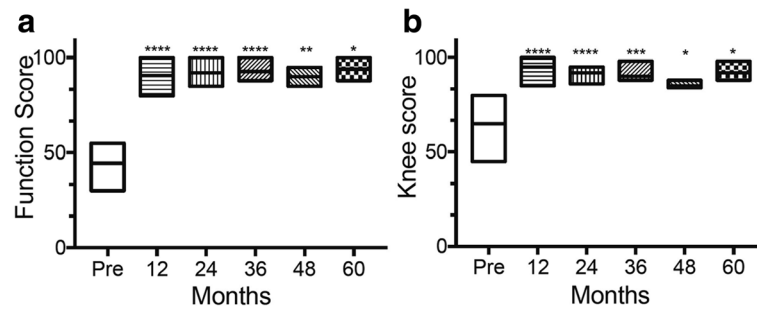 a
**** **** **** ** *
100
50
0
Function Score
Pre 12 24 36 48 60
Months
b
**** **** *** * *
100
50
0
Knee score
Pre 12 24 36 48 60
Months